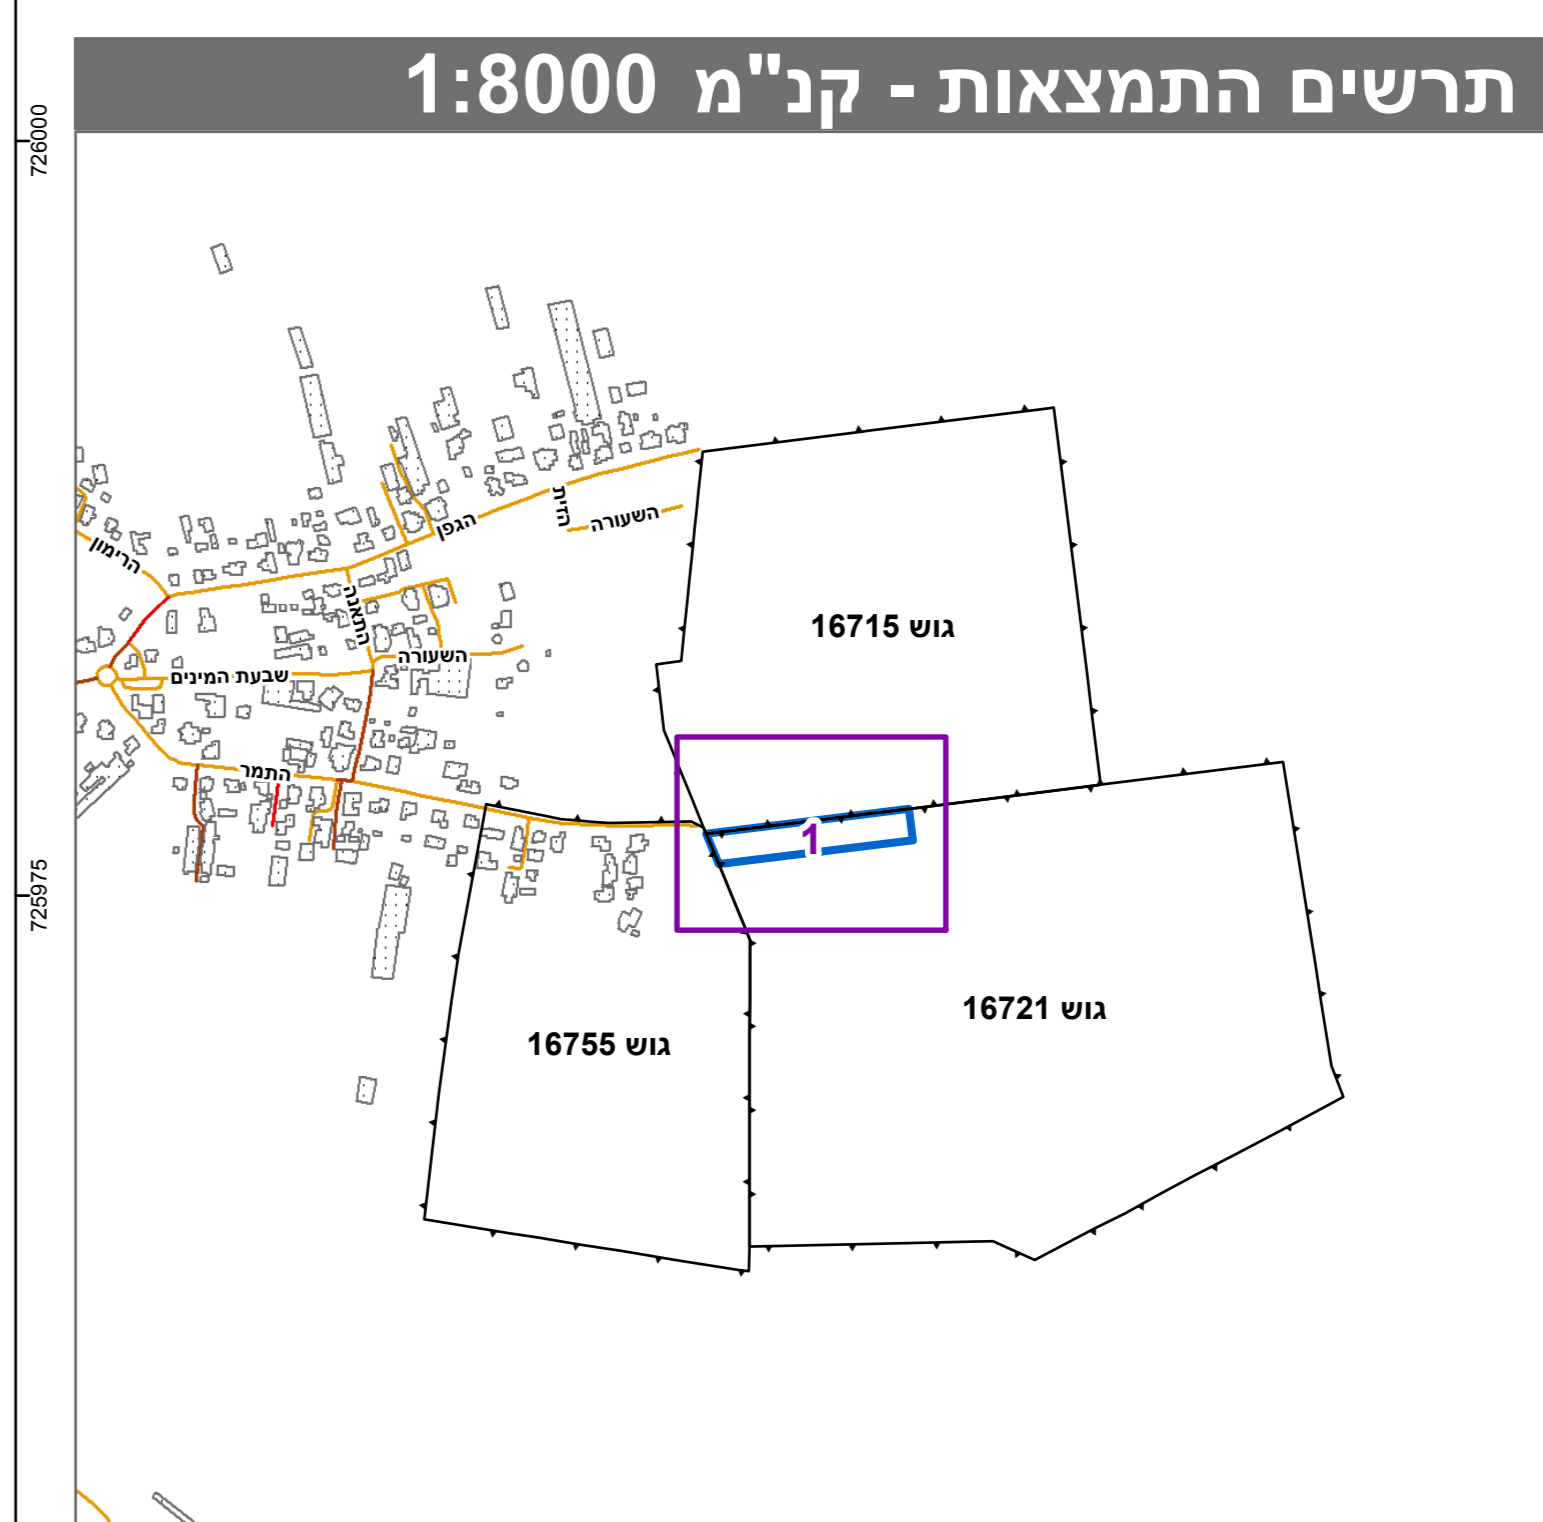 תרשים התמצאות - קנ"מ 1:8000
726000
הגפן
הזית
השעורה
הרימון
התאנה
גוש 16715
השעורה
שבעת המינים
התמר
1
725975
גוש 16721
גוש 16755